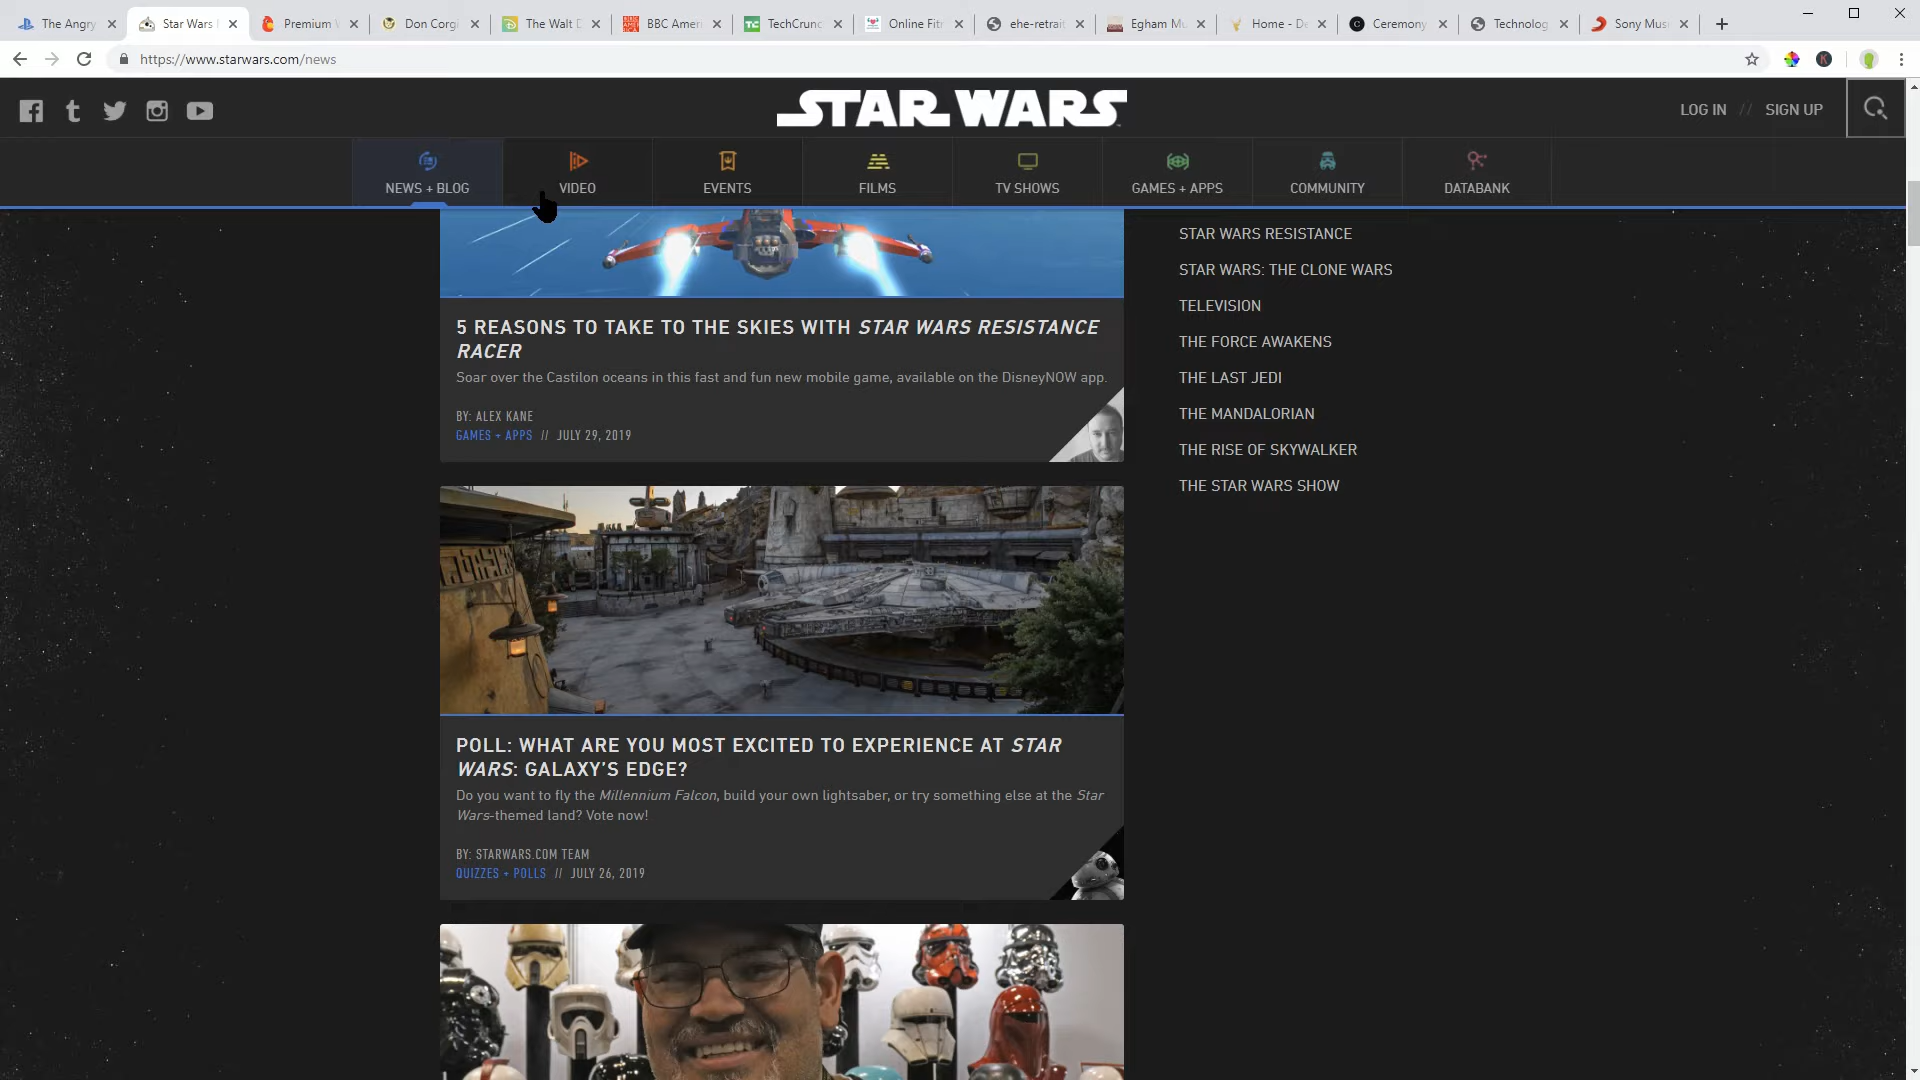 The Angry
Star Wars
Premium
Don Corgi
The Walt D
BBC Amer
TechCrunc
Online Fit
ehe-retrait
Egham Mu
Home - De
Ceremony
Technolog
Sony Mus
https://www.starwars.com/news
STAR WARS
LOG IN // SIGN UP
NEWS + BLOG
VIDEO
EVENTS
FILMS
TV SHOWS
GAMES + APPS
COMMUNITY
DATABANK
5 REASONS TO TAKE TO THE SKIES WITH STAR WARS RESISTANCE
RACER
Soar over the Castilon oceans in this fast and fun new mobile game, available on the DisneyNOW app.
BY: ALEX KANE
GAMES + APPS // JULY 29, 2019
POLL: WHAT ARE YOU MOST EXCITED TO EXPERIENCE AT STAR
WARS: GALAXY'S EDGE?
Do you want to fly the Millennium Falcon, build your own lightsaber, or try something else at the Star
Wars-themed land? Vote now!
BY: STARWARS.COM TEAM
QUIZZES + POLLS // JULY 26, 2019
STAR WARS RESISTANCE
STAR WARS: THE CLONE WARS
TELEVISION
THE FORCE AWAKENS
THE LAST JEDI
THE MANDALORIAN
THE RISE OF SKYWALKER
THE STAR WARS SHOW